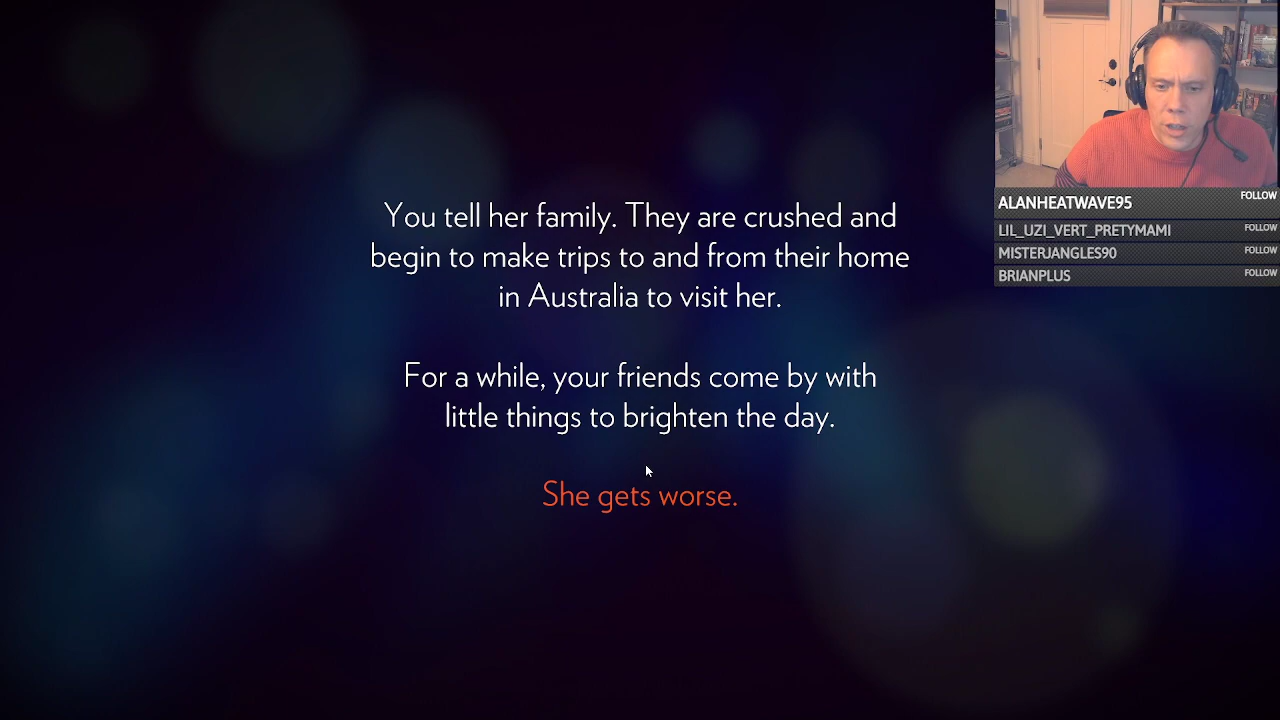 You tell her family. They are crushed and
begin to make trips to and from their home
in Australia to visit her.
For a while, your friends come by with
little things to brighten the day.
She gets worse.
ALANHEATWAVE95 FOLLOW
LIL_UZI_VERT_PRETYMAMI FOLLOW
MISTERJANGLES90 FOLLOW
BRIANPLUS FOLLOW